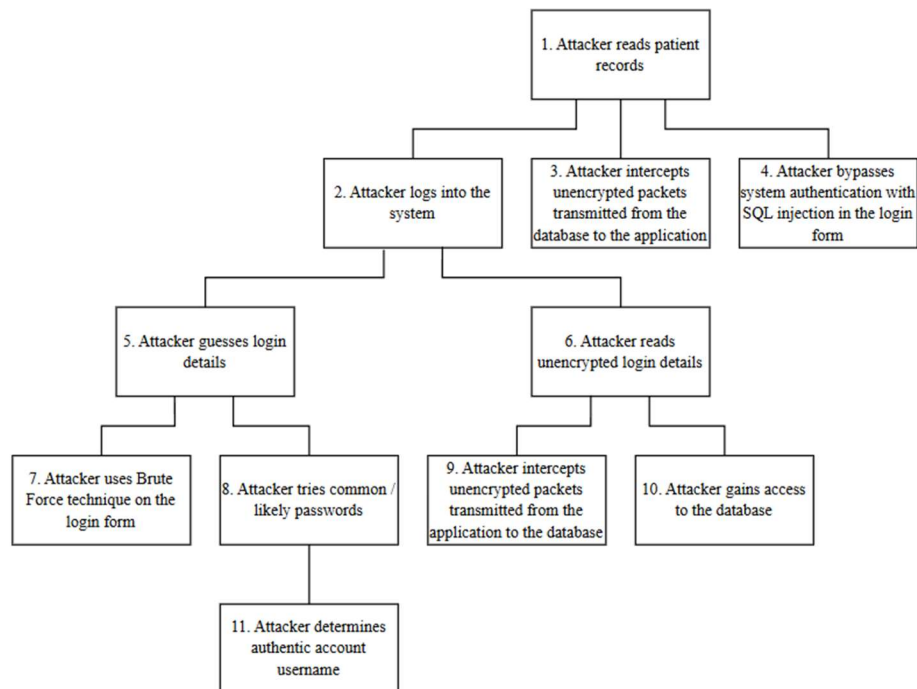 1. Attacker reads patient
records
2. Attacker logs into the
system
3. Attacker intercepts
unencrypted packets
transmitted from the
database to the application
4. Attacker bypasses
system authentication with
SQL injection in the login
form
5. Attacker guesses login
details
6. Attacker reads
unencrypted login details
7. Attacker uses Brute
Force technique on the
login form
8. Attacker tries common /
likely passwords
9. Attacker intercepts
unencrypted packets
transmitted from the
application to the database
10. Attacker gains access
to the database
11. Attacker determines
authentic account
username